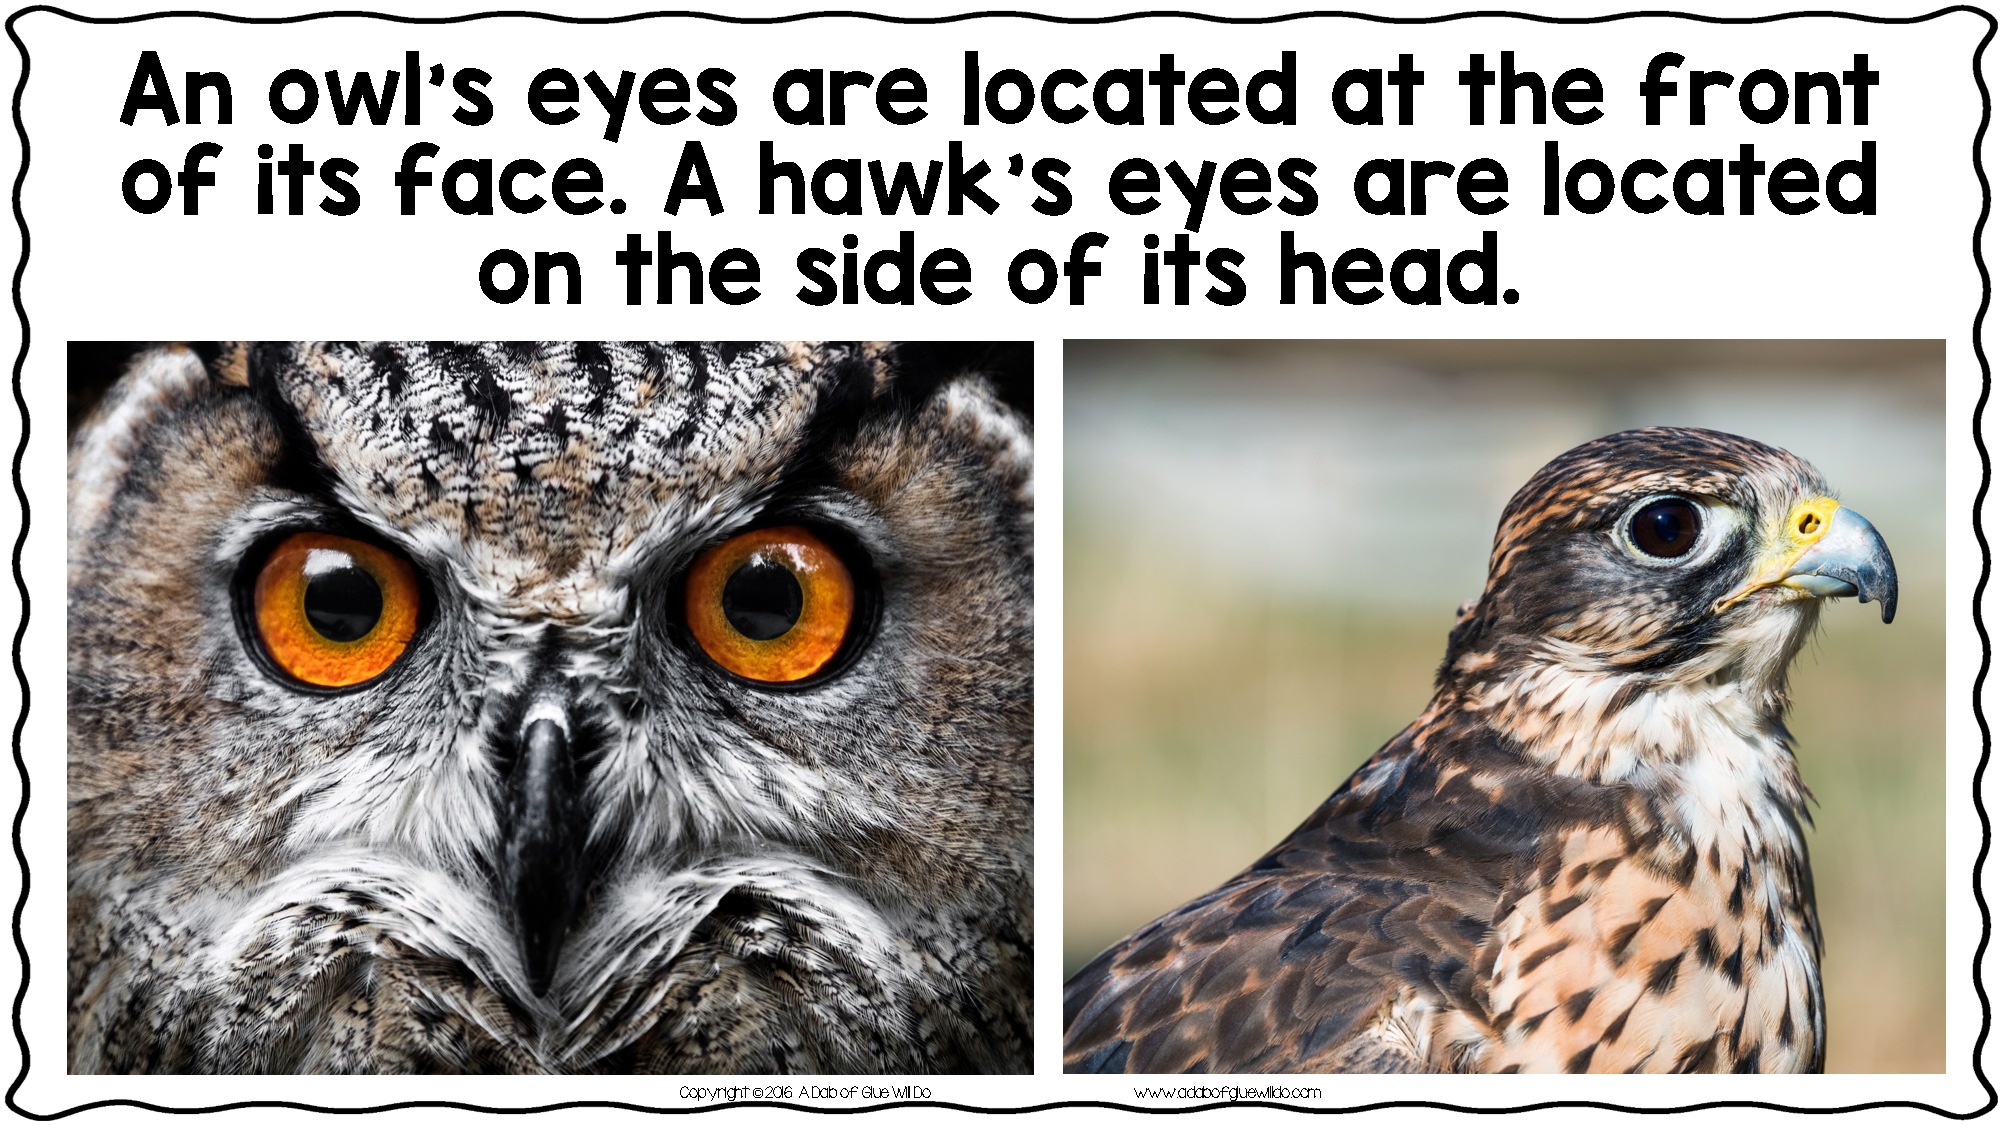 An owl's eyes are located at the front
of its face. A hawk's eyes are located
on the side of its head.
Copyright ©2016 A Dab of Glue Will Do
www.adabofgluewilldo.com